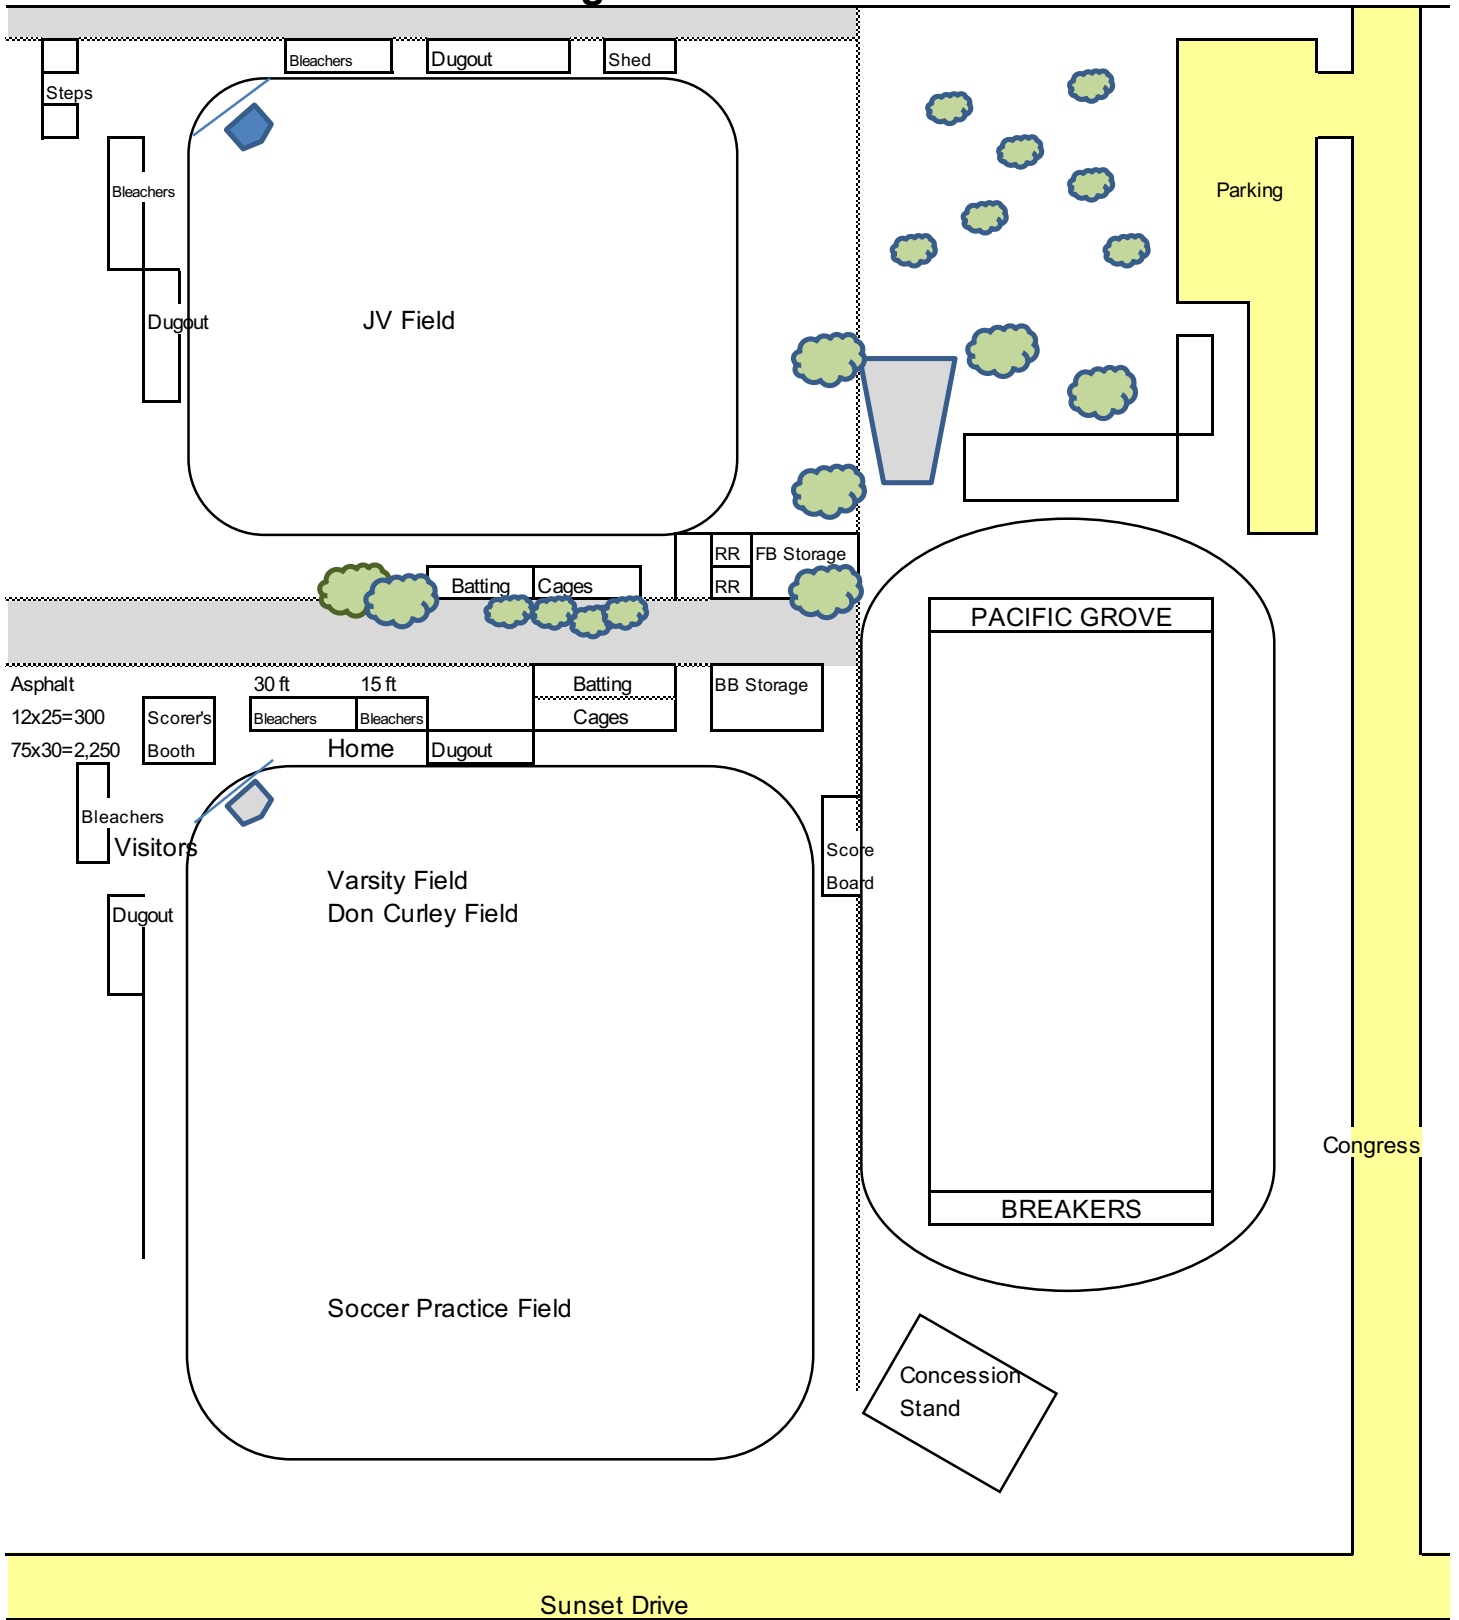 Bleachers
Dugout
Shed
Steps
Bleachers
Parking
Dugout
JV Field
RR
FB Storage
RR
Batting
Cages
PACIFIC GROVE
Asphalt
30 ft
15 ft
Batting
BB Storage
12x25=300
Scorer's
Bleachers
Bleachers
Cages
75x30=2,250
Booth
Home
Dugout
Bleachers
Visitors
Score
Board
Varsity Field
Don Curley Field
Dugout
Congress
BREAKERS
Soccer Practice Field
Concession
Stand
Sunset Drive